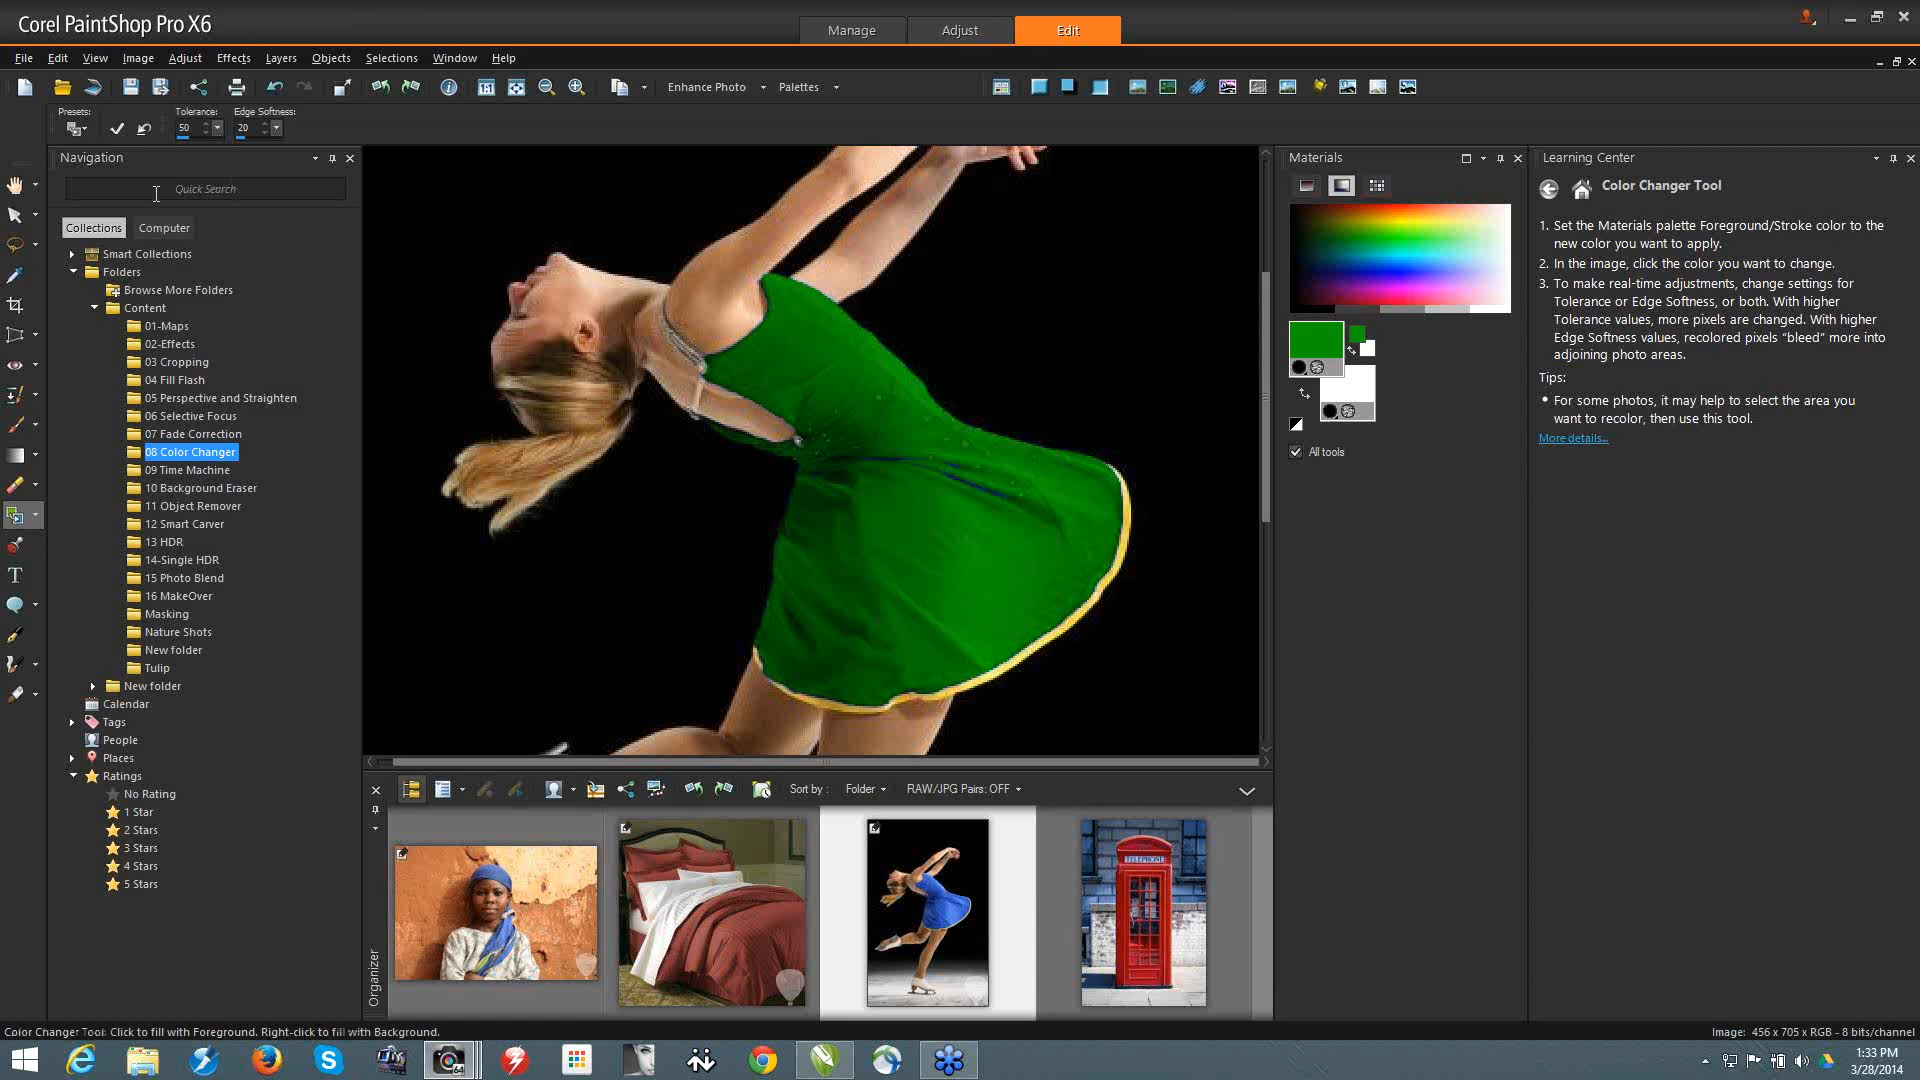 Corel PaintShop Pro X6
Manage
Adjust
Edit
File Edit View Image Adjust Effects Layers Objects Selections Window Help
Enhance Photo
Palettes
Presets:
Tolerance:
Edge Softness:
50
20
Navigation
Quick Search
Collections
Computer
Smart Collections
Folders
Browse More Folders
Content
01-Maps
02-Effects
03 Cropping
04 Fill Flash
05 Perspective and Straighten
06 Selective Focus
07 Fade Correction
08 Color Changer
09 Time Machine
10 Background Eraser
11 Object Remover
12 Smart Carver
13 HDR
14-Single HDR
15 Photo Blend
16 MakeOver
Masking
Nature Shots
New folder
Tulip
New folder
Calendar
Tags
People
Places
Ratings
No Rating
1 Star
2 Stars
3 Stars
4 Stars
5 Stars
Materials
All tools
Learning Center
Color Changer Tool
1. Set the Materials palette Foreground/Stroke color to the
new color you want to apply.
2. In the image, click the color you want to change.
3. To make real-time adjustments, change settings for
Tolerance or Edge Softness, or both. With higher
Tolerance values, more pixels are changed. With higher
Edge Softness values, recolored pixels “bleed” more into
adjoining photo areas.
Tips:
• For some photos, it may help to select the area you
want to recolor, then use this tool.
More details...
Sort by :
Folder
RAW/JPG Pairs: OFF
Organizer
TELEPHONE
Color Changer Tool: Click to fill with Foreground. Right-click to fill with Background.
Image: 456 x 705 x RGB - 8 bits/channel
64
1:33 PM
3/28/2014